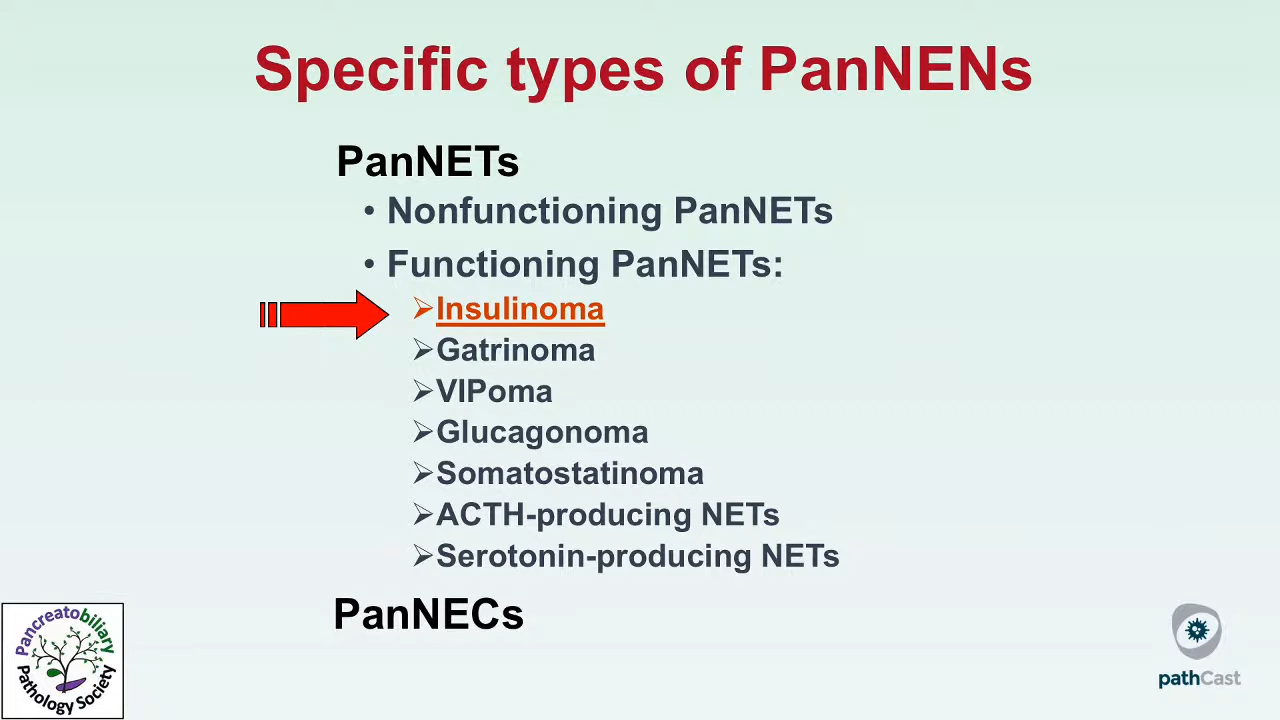 Specific types of PanNENs
PanNETs
• Nonfunctioning PanNETs
• Functioning PanNETs:
➢Insulinoma
➢Gatrinoma
➢VIPoma
➢Glucagonoma
➢Somatostatinoma
➢ACTH-producing NETs
➢Serotonin-producing NETs
PanNECs
Pancreatobiliary
Pathology Society
pathCast